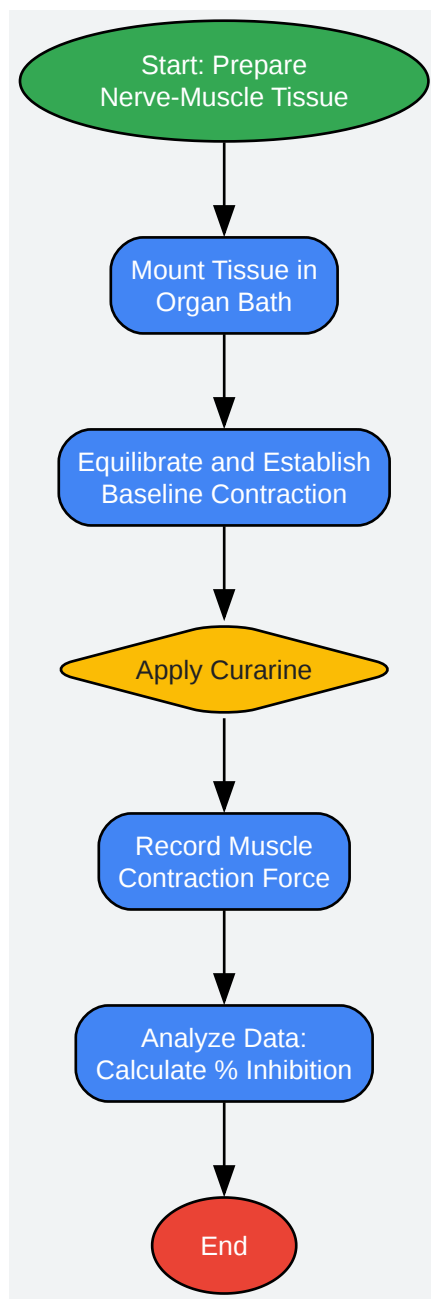 Start: Prepare
Nerve-Muscle Tissue
Mount Tissue in
Organ Bath
Equilibrate and Establish
Baseline Contraction
Apply Curarine
Record Muscle
Contraction Force
Analyze Data:
Calculate % Inhibition
End